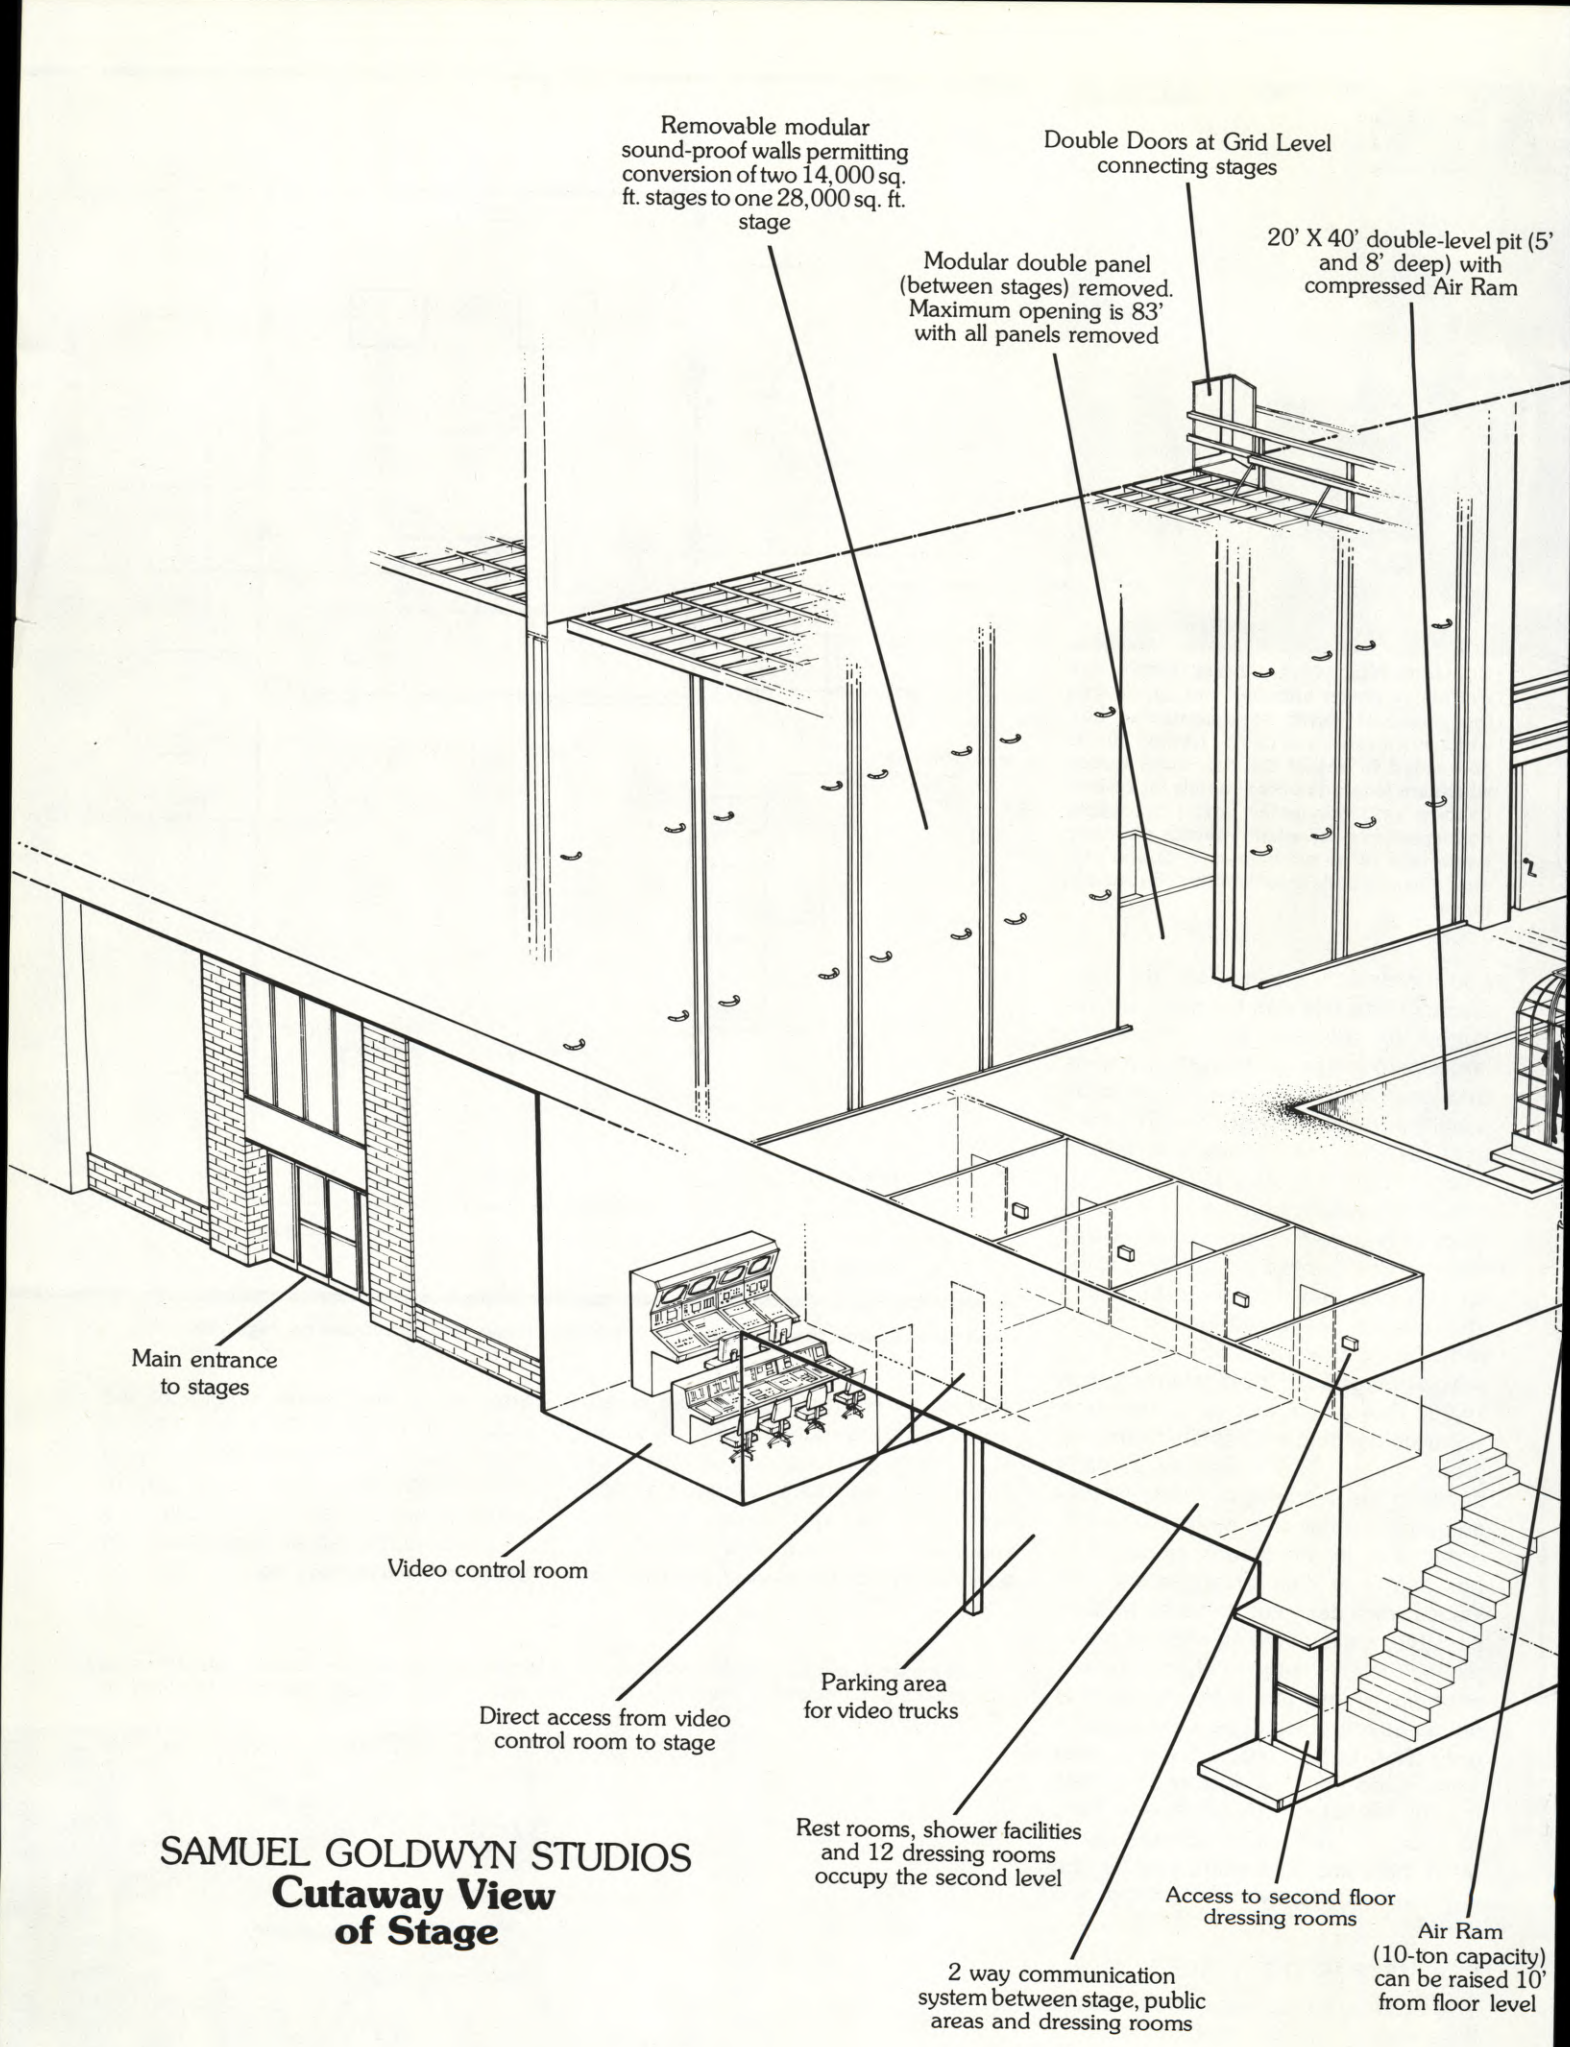 Removable modular
sound-proof walls permitting
conversion of two 14,000 sq.
ft. stages to one 28,000 sq. ft.
stage
Double Doors at Grid Level
connecting stages
Modular double panel
(between stages) removed.
Maximum opening is 83'
with all panels removed
20' X 40' double-level pit (5'
and 8' deep) with
compressed Air Ram
Main entrance
to stages
Video control room
Direct access from video
control room to stage
Parking area
for video trucks
Rest rooms, shower facilities
and 12 dressing rooms
occupy the second level
Access to second floor
dressing rooms
2 way communication
system between stage, public
areas and dressing rooms
Air Ram
(10-ton capacity)
can be raised 10'
from floor level
SAMUEL GOLDWYN STUDIOS
Cutaway View
of Stage